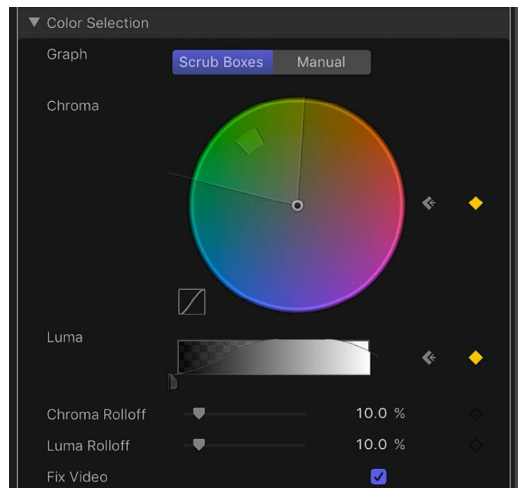 Color Selection
Graph
Scrub Boxes Manual
Chroma
Luma
Chroma Rolloff 10.0 %
Luma Rolloff 10.0 %
Fix Video